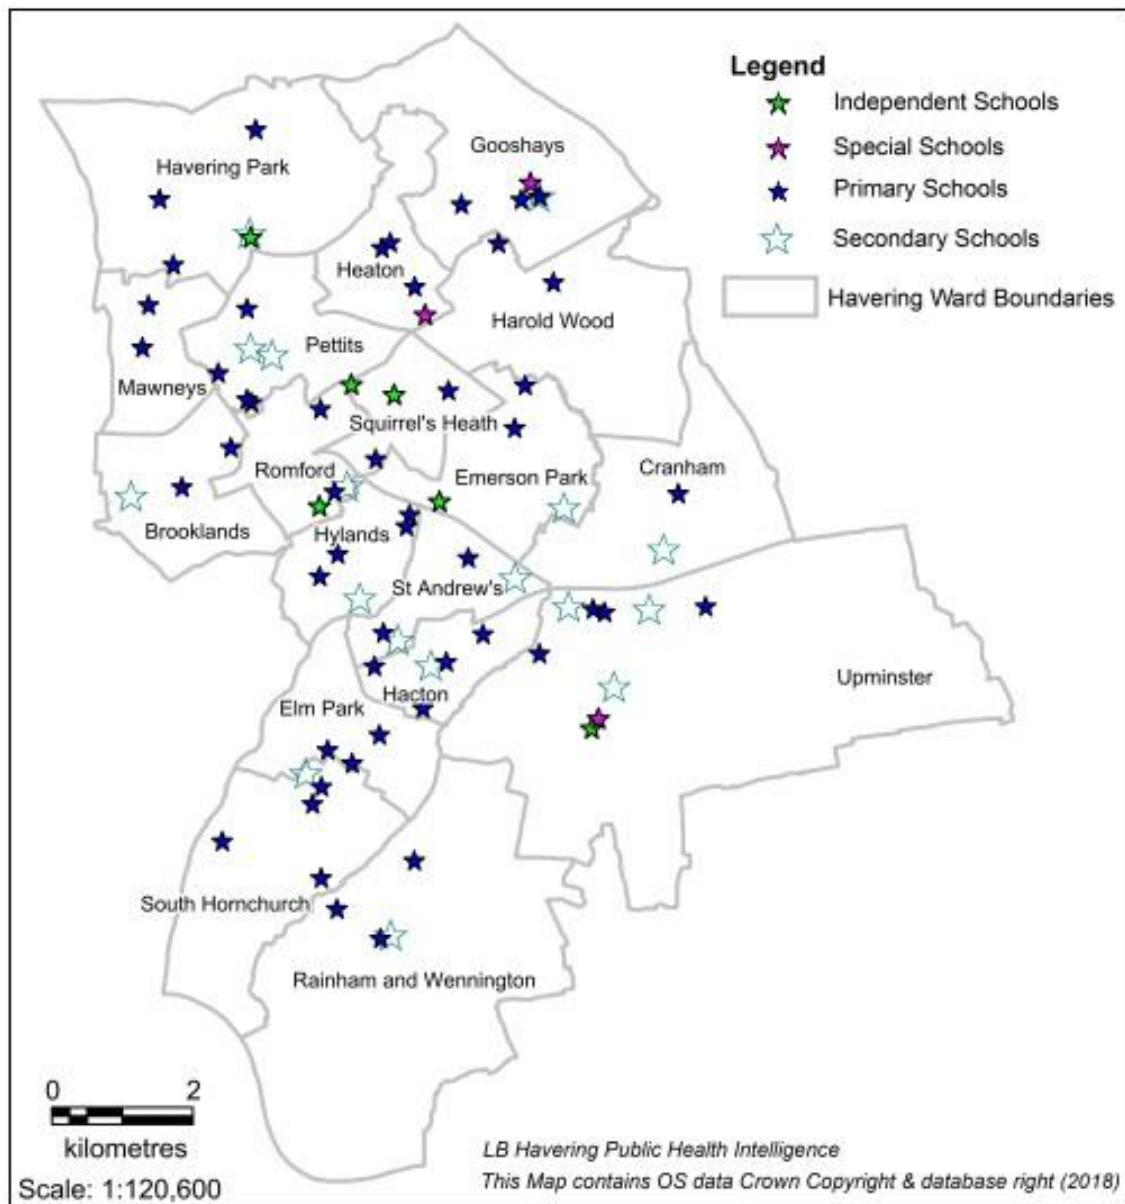 Legend
Independent Schools
Special Schools
Primary Schools
Secondary Schools
Havering Ward Boundaries
Gooshays
Havering Park
Heaton
Harold Wood
Pettits
Mawneys
Squirrel's Heath
Romford
Emerson Park
Cranham
Brooklands
Hylands
St Andrew's
Upminster
Hacton
Elm Park
South Hornchurch
Rainham and Wennington
0 2
kilometres
Scale: 1:120,600
LB Havering Public Health Intelligence
This Map contains OS data Crown Copyright & database right (2018)